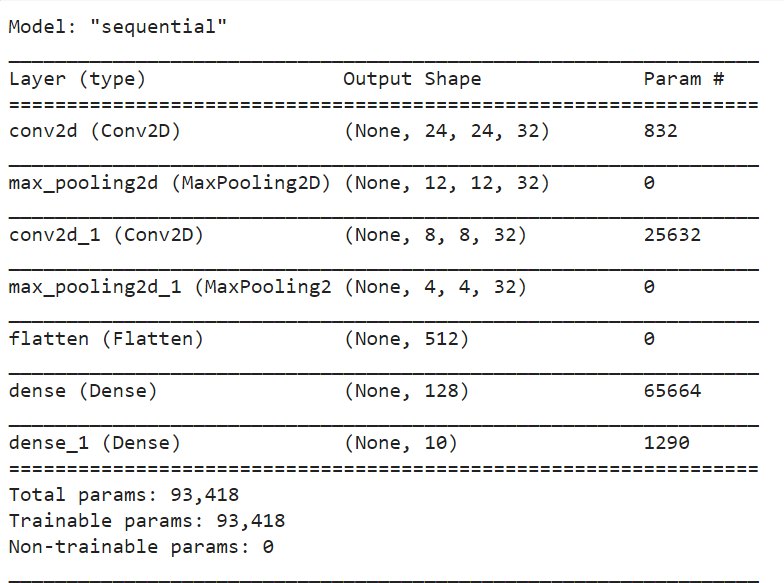 Model: "sequential"
_________________________________________________________________
Layer (type)                 Output Shape              Param #
=================================================================
conv2d (Conv2D)              (None, 24, 24, 32)        832
_________________________________________________________________
max_pooling2d (MaxPooling2D) (None, 12, 12, 32)        0
_________________________________________________________________
conv2d_1 (Conv2D)            (None, 8, 8, 32)          25632
_________________________________________________________________
max_pooling2d_1 (MaxPooling2 (None, 4, 4, 32)          0
_________________________________________________________________
flatten (Flatten)            (None, 512)               0
_________________________________________________________________
dense (Dense)                (None, 128)               65664
_________________________________________________________________
dense_1 (Dense)              (None, 10)                1290
=================================================================
Total params: 93,418
Trainable params: 93,418
Non-trainable params: 0
_________________________________________________________________